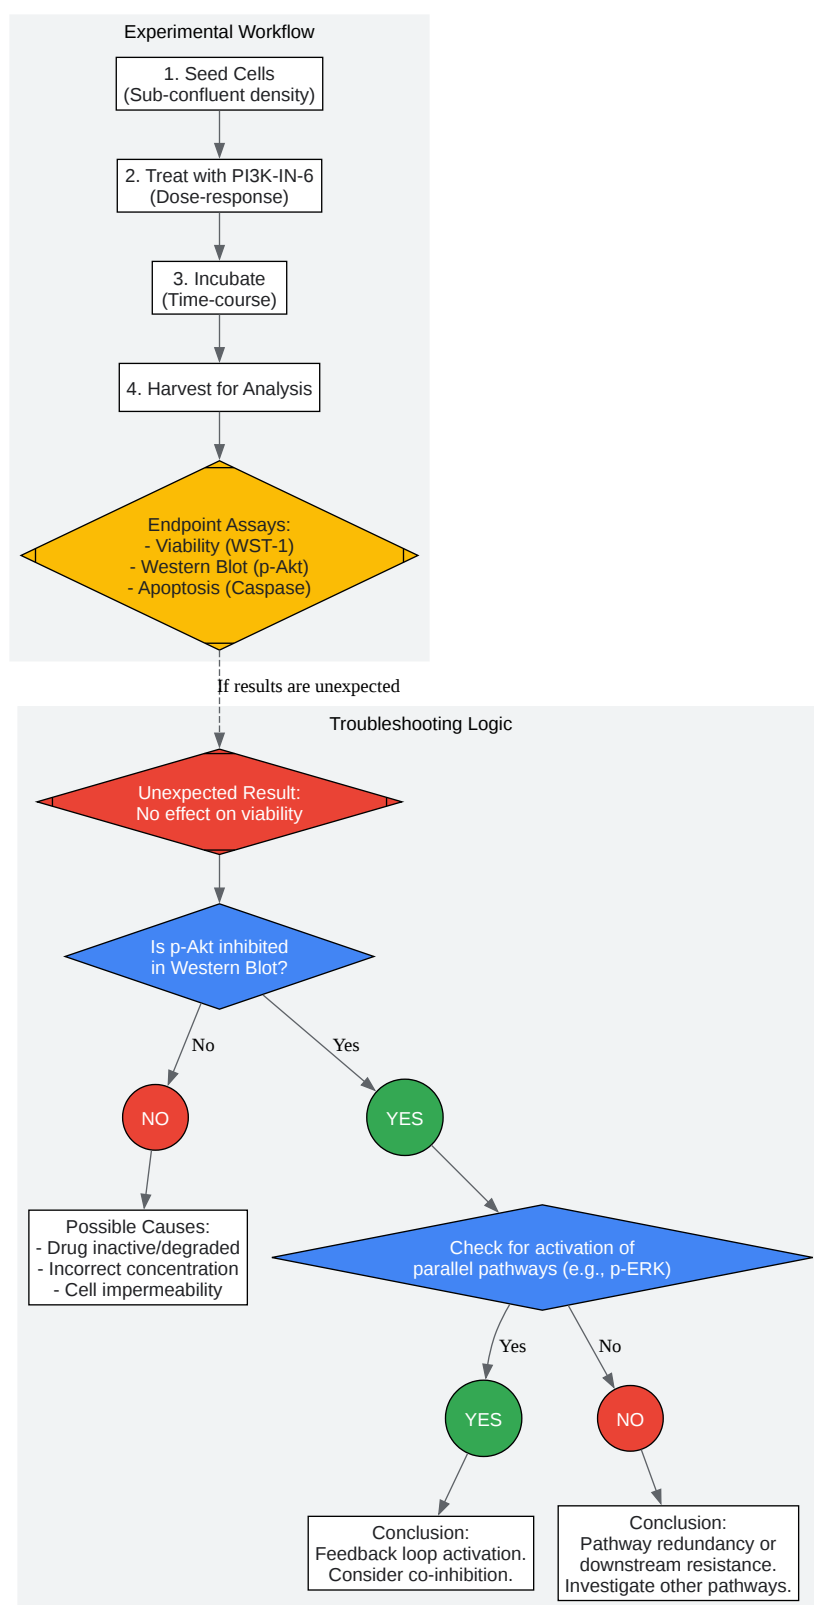 Experimental Workflow
1. Seed Cells
(Sub-confluent density)
2. Treat with PI3K-IN-6
(Dose-response)
3. Incubate
(Time-course)
4. Harvest for Analysis
Endpoint Assays:
- Viability (WST-1)
- Western Blot (p-Akt)
- Apoptosis (Caspase)
If results are unexpected
Troubleshooting Logic
Unexpected Result:
No effect on viability
Is p-Akt inhibited
in Western Blot?
No
Yes
NO
YES
Possible Causes:
- Drug inactive/degraded
- Incorrect concentration
- Cell impermeability
Check for activation of
parallel pathways (e.g., p-ERK)
Yes
No
YES
NO
Conclusion:
Feedback loop activation.
Consider co-inhibition.
Conclusion:
Pathway redundancy or
downstream resistance.
Investigate other pathways.